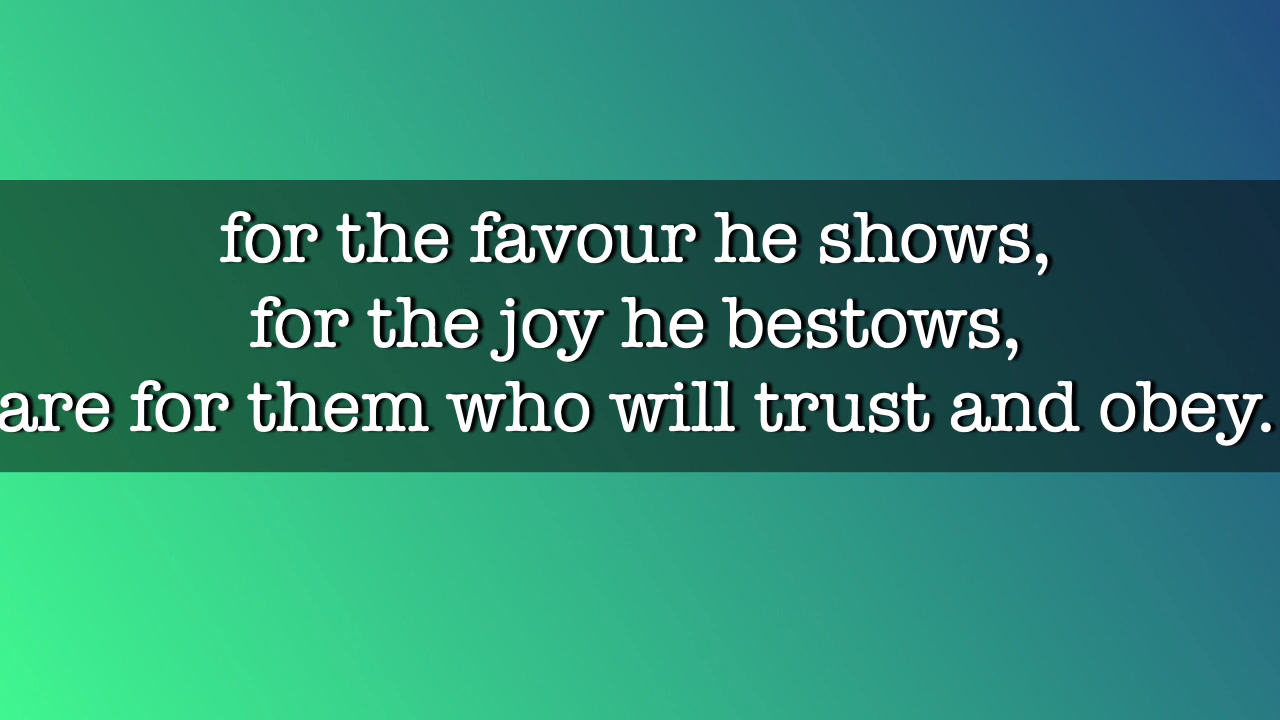 for the favour he shows,
for the joy he bestows,
are for them who will trust and obey.